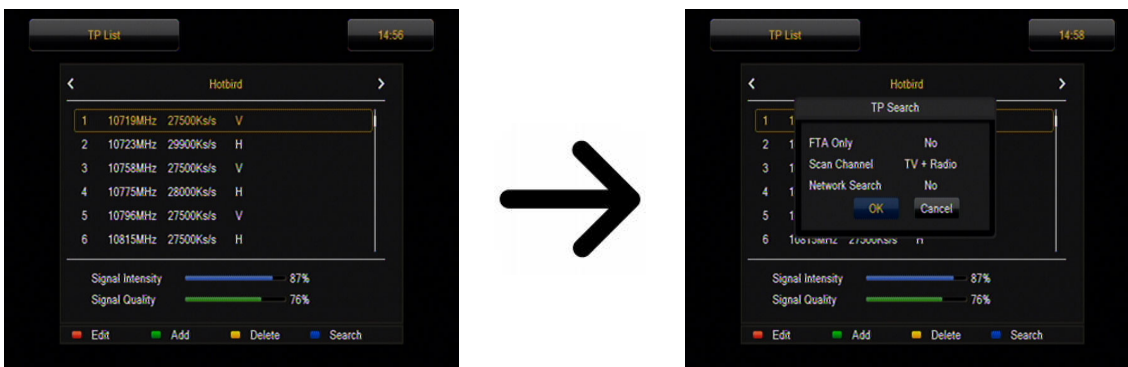 TP List 14:56
Hotbird
1 10719MHz 27500Ks/s V
2 10723MHz 29900Ks/s H
3 10758MHz 27500Ks/s V
4 10775MHz 28000Ks/s H
5 10796MHz 27500Ks/s V
6 10815MHz 27500Ks/s H
Signal Intensity 87%
Signal Quality 76%
Edit Add Delete Search
TP List 14:58
Hotbird
TP Search
1 1
2 1 FTA Only No
3 1 Scan Channel TV + Radio
4 1 Network Search No
5 1 OK Cancel
6 10815MHz 27500Ks/s H
Signal Intensity 87%
Signal Quality 76%
Edit Add Delete Search